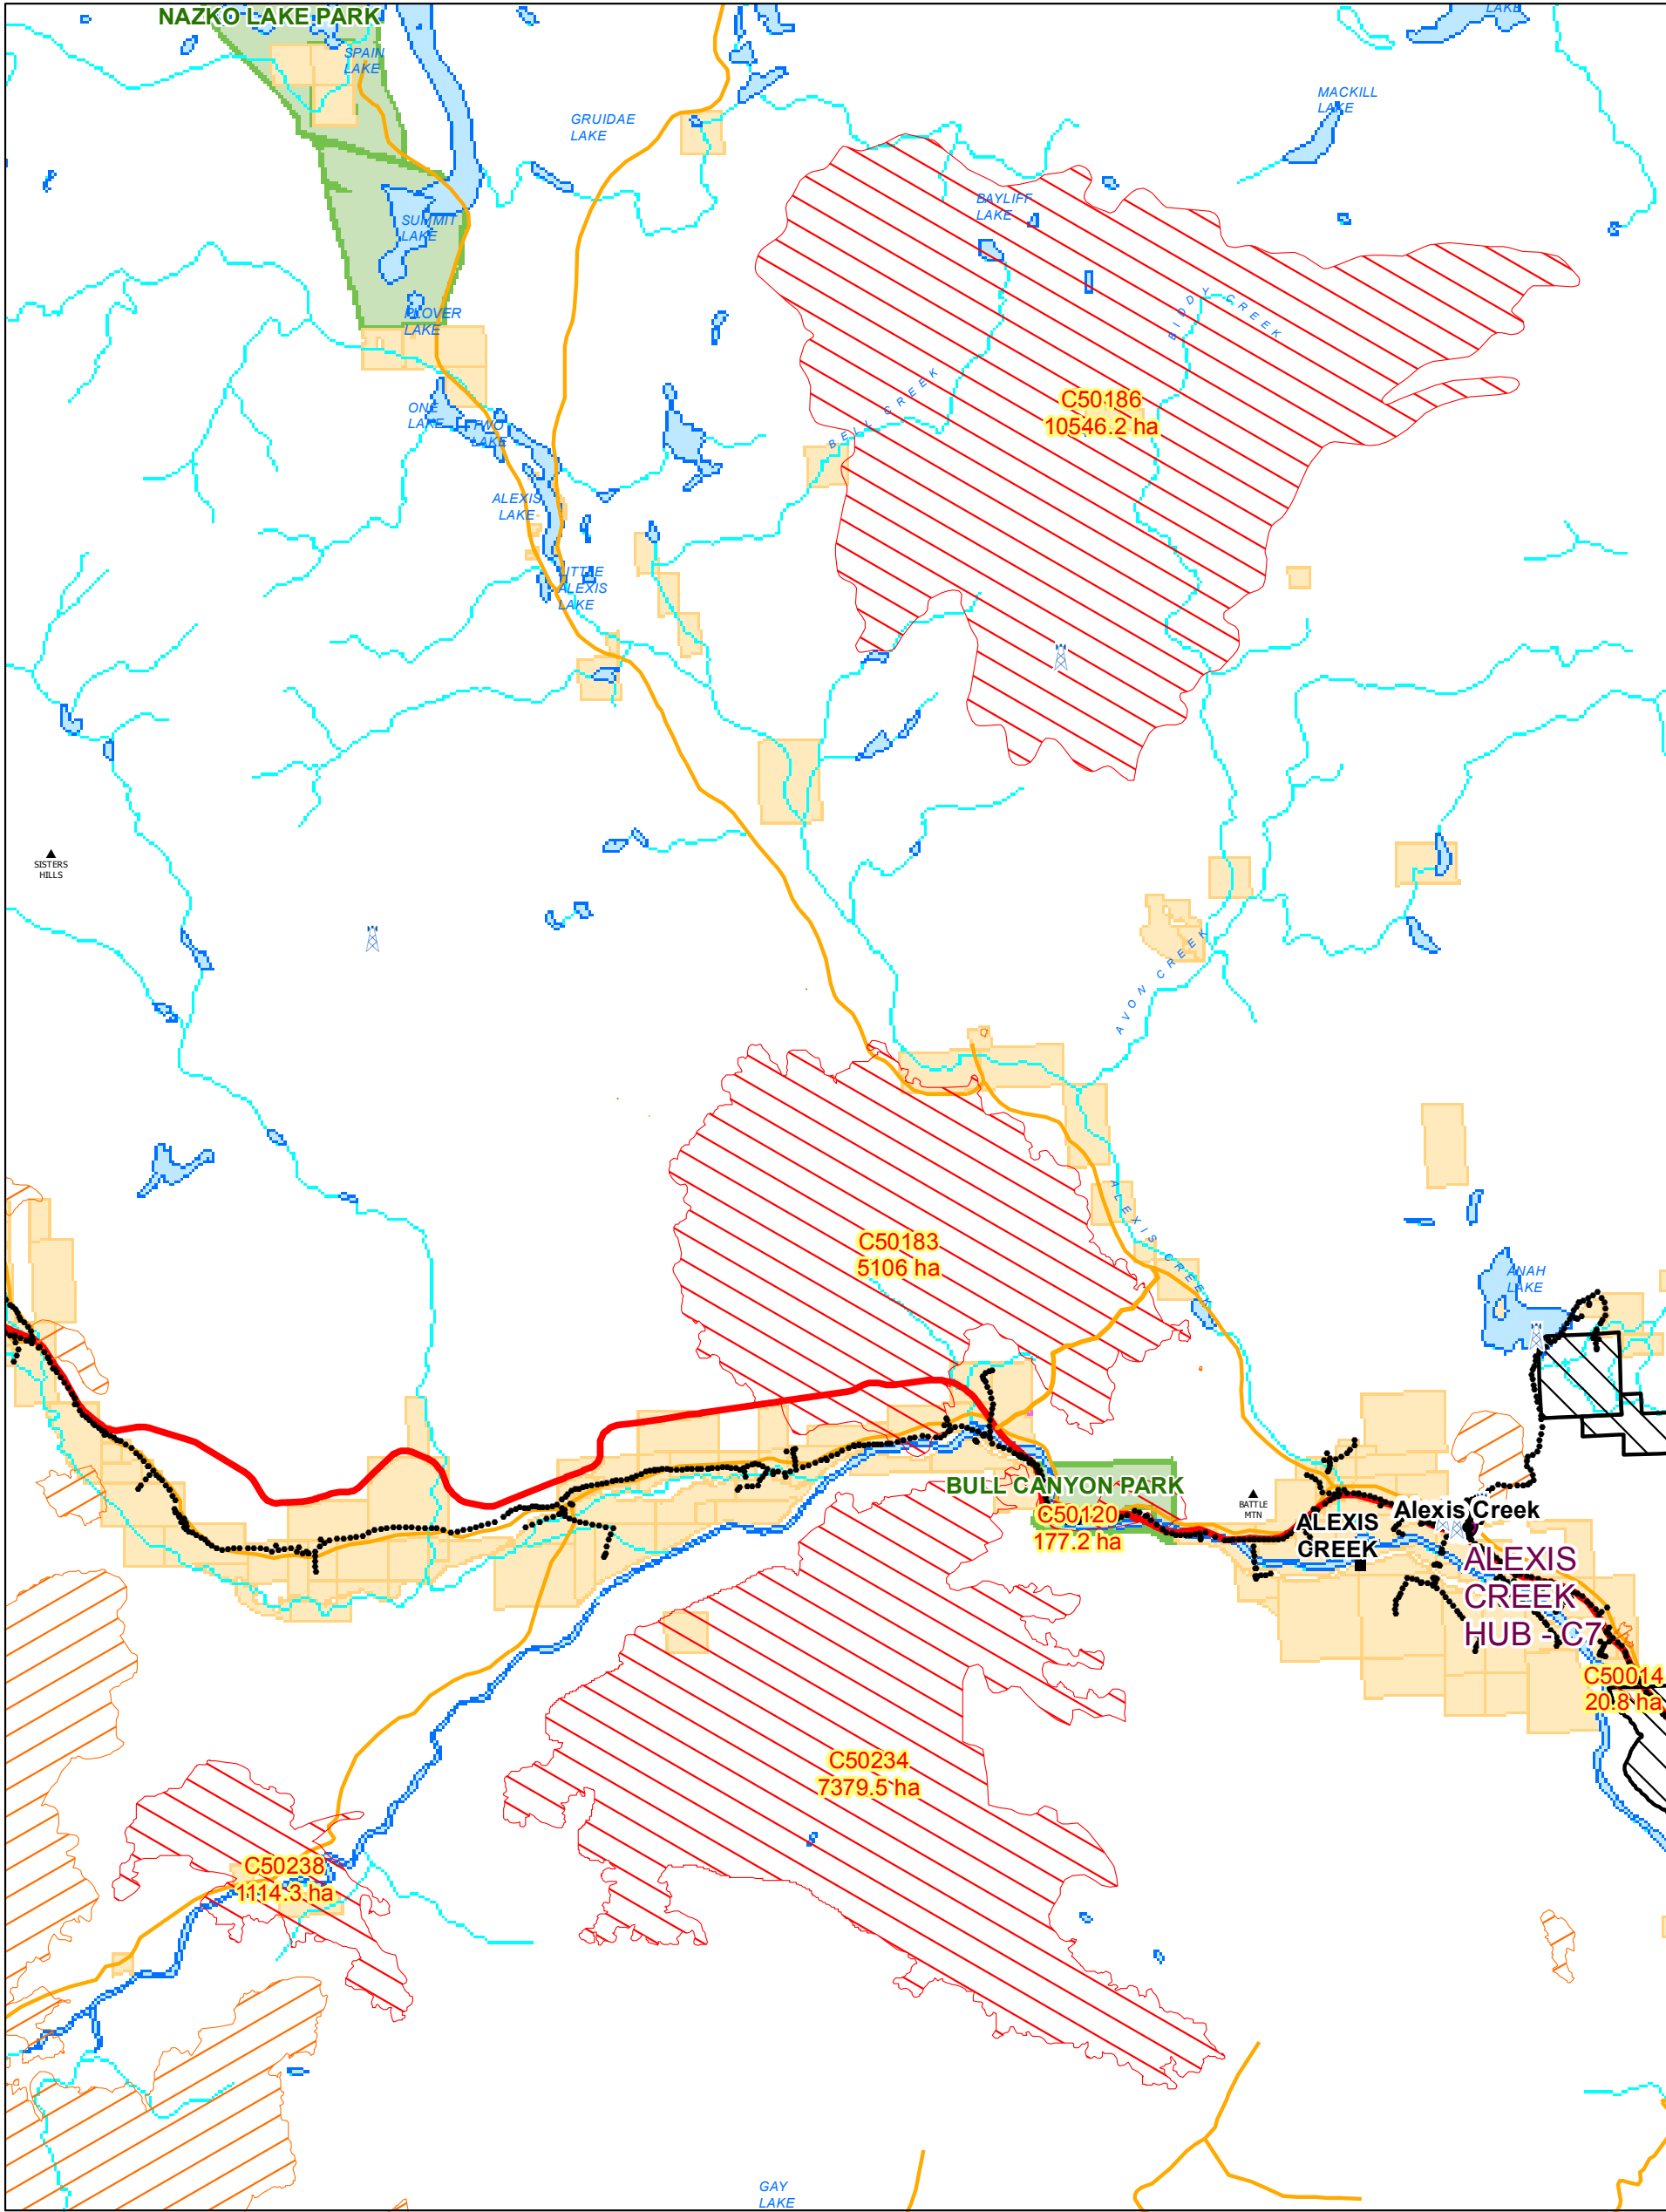 NAZKO LAKE PARK
LAKE
SPAIN
LAKE
MACKILL
LAKE
GRUIDAE
LAKE
BAYLIFF
LAKE
SUMMIT
LAKE
BIDDY CREEK
PLOVER
LAKE
BELL CREEK
C50186
10546.2 ha
ONE
LAKE
TWO
LAKE
ALEXIS
LAKE
LITTLE
ALEXIS
LAKE
SISTERS
HILLS
AVON CREEK
ALEXIS CREEK
C50183
5106 ha
ANAH
LAKE
BULL CANYON PARK
C50120
177.2 ha
BATTLE
MTN
Alexis Creek
ALEXIS
CREEK
ALEXIS
CREEK
HUB - C7
C50014
20.8 ha
C50234
7379.5 ha
C50238
1114.3 ha
GAY
LAKE